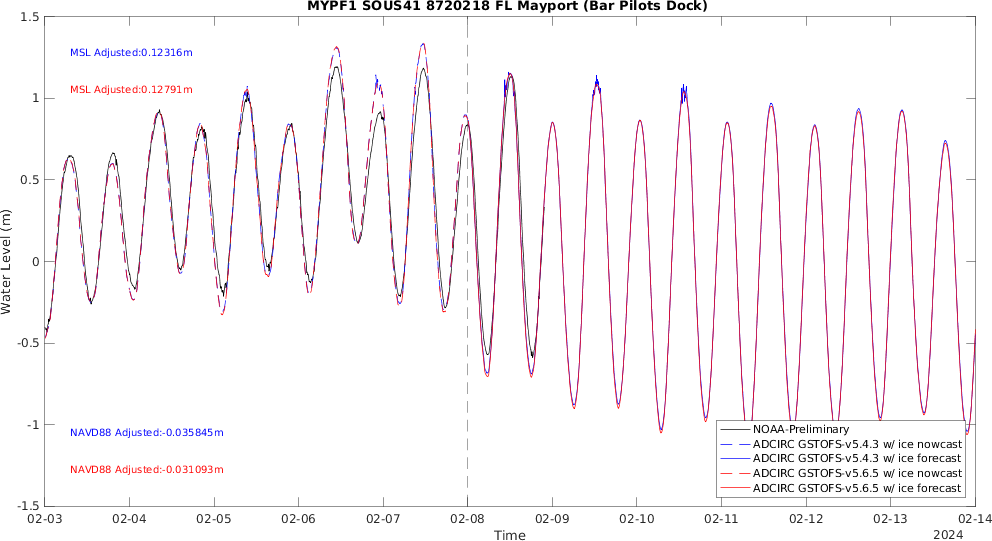 MYPF1 SOUS41 8720218 FL Mayport (Bar Pilots Dock)
1.5
1
0.5
0
-0.5
-1
-1.5
Water Level (m)
MSL Adjusted:0.12316m
MSL Adjusted:0.12791m
NAVD88 Adjusted:-0.035845m
NAVD88 Adjusted:-0.031093m
NOAA-Preliminary
ADCIRC GSTOFS-v5.4.3 w/ ice nowcast
ADCIRC GSTOFS-v5.4.3 w/ ice forecast
ADCIRC GSTOFS-v5.6.5 w/ ice nowcast
ADCIRC GSTOFS-v5.6.5 w/ ice forecast
02-03 02-04 02-05 02-06 02-07 02-08 02-09 02-10 02-11 02-12 02-13 02-14
Time
2024